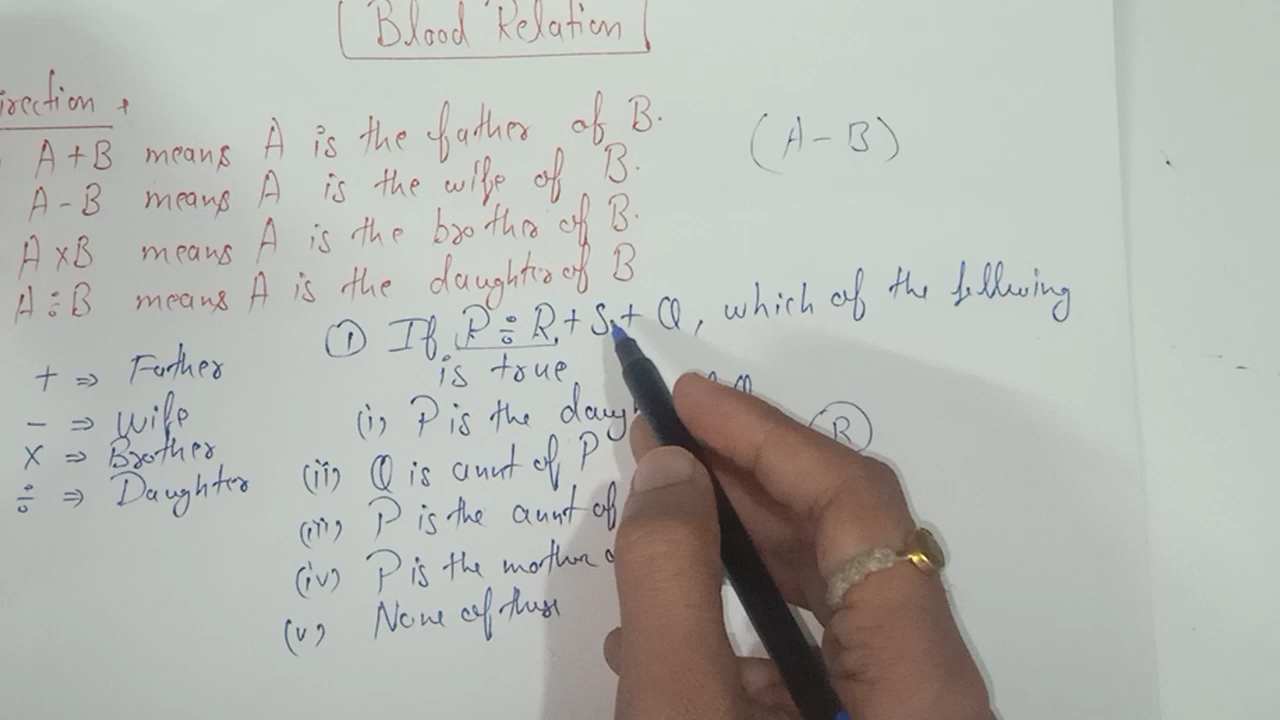 Blood Relation
irection
A + B means A is the father of B.
A - B means A is the wife of B.
A × B means A is the brother of B.
A ÷ B means A is the daughter of B
(A - B)
① If P ÷ R + S + Q, which of the following
is true
(i) P is the daug
(ii) Q is aunt of P
(iii) P is the aunt of
(iv) P is the mother
(v) None of these
R
+ ⇒ Father
- ⇒ Wife
× ⇒ Brother
÷ ⇒ Daughter